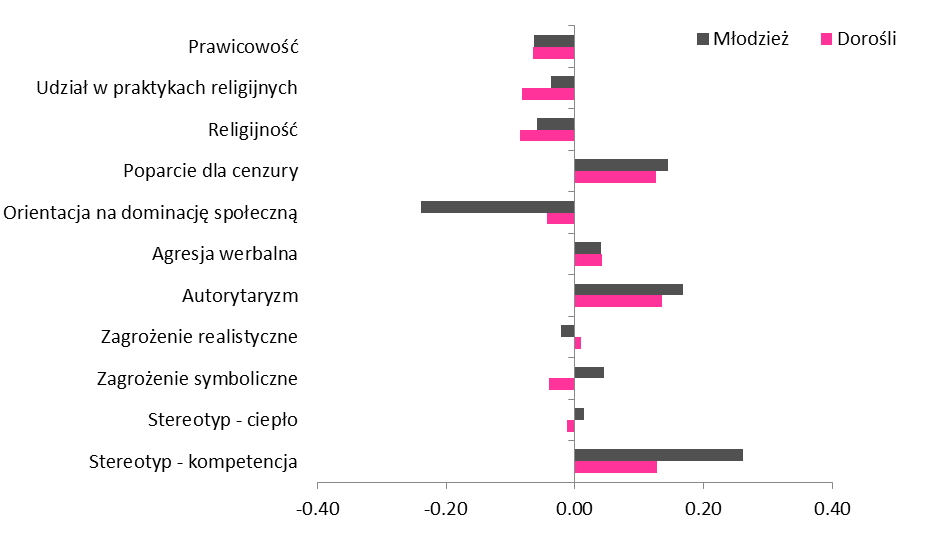 Młodzież Dorośli
Prawicowość
Udział w praktykach religijnych
Religijność
Poparcie dla cenzury
Orientacja na dominację społeczną
Agresja werbalna
Autorytaryzm
Zagrożenie realistyczne
Zagrożenie symboliczne
Stereotyp - ciepło
Stereotyp - kompetencja
-0.40 -0.20 0.00 0.20 0.40